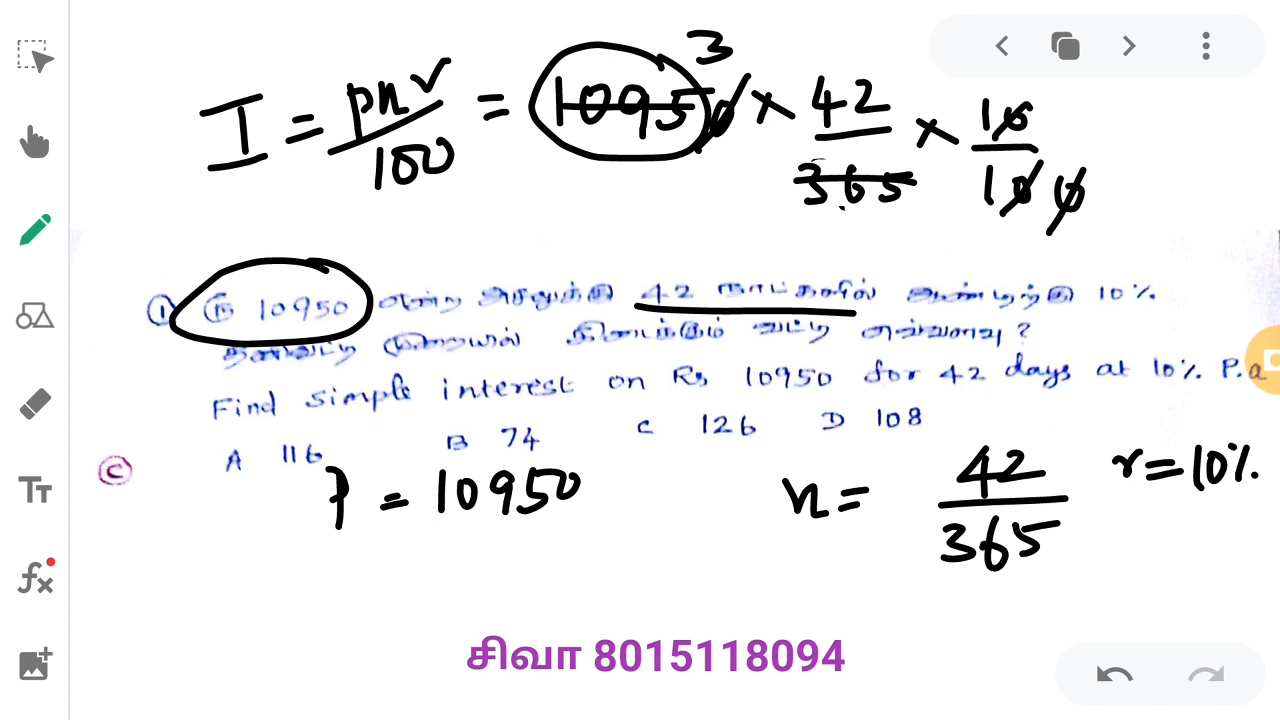 I = pnr/100 = 10950 3 × 42/365 × 10/100
① ரூ 10950 என்ற அசலுக்கு 42 நாட்களில் ஆண்டிற்கு 10%.
தனிவட்டி முறையில் கிடைக்கும் வட்டி எவ்வளவு?
Find simple interest on Rs 10950 for 42 days at 10%. P.a
A 116 B 74 C 126 D 108
Ⓒ
P = 10950 n = 42/365 r = 10%
சிவா 8015118094
TT
fx